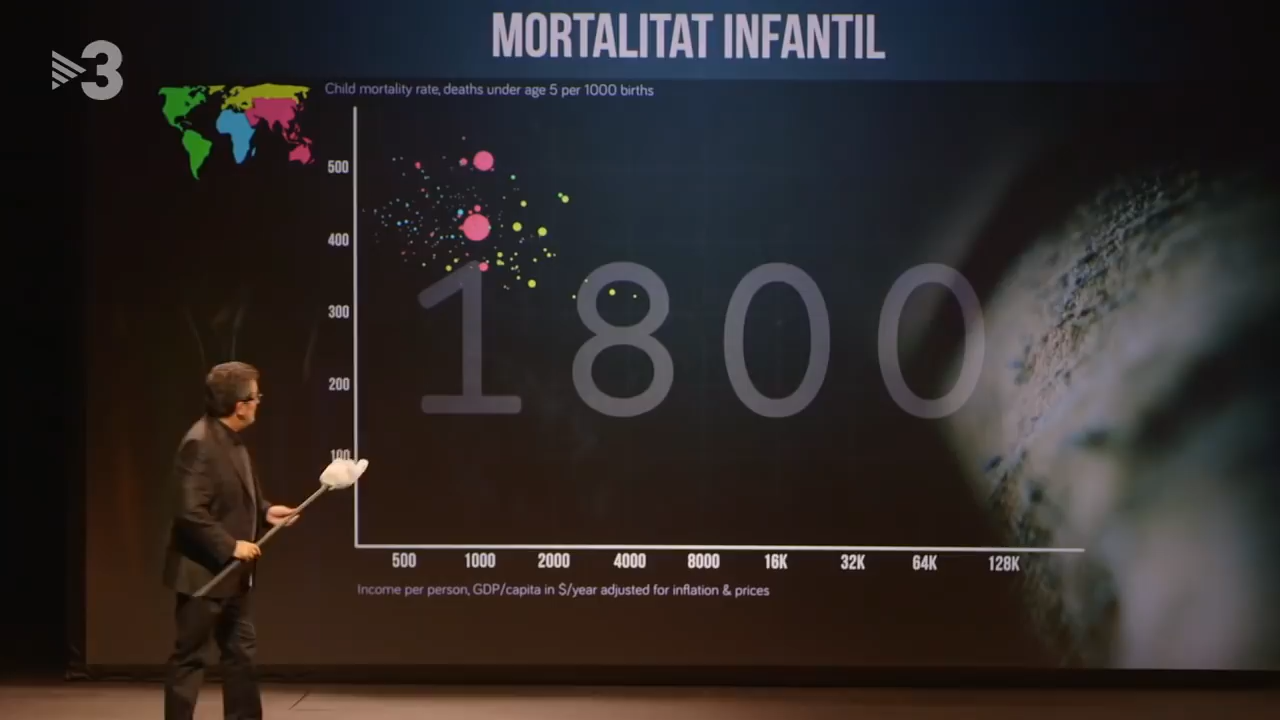 MORTALITAT INFANTIL
3
Child mortality rate, deaths under age 5 per 1000 births
500
400
300
200
100
1800
500 1000 2000 4000 8000 16K 32K 64K 128K
Income per person, GDP/capita in $/year adjusted for inflation & prices